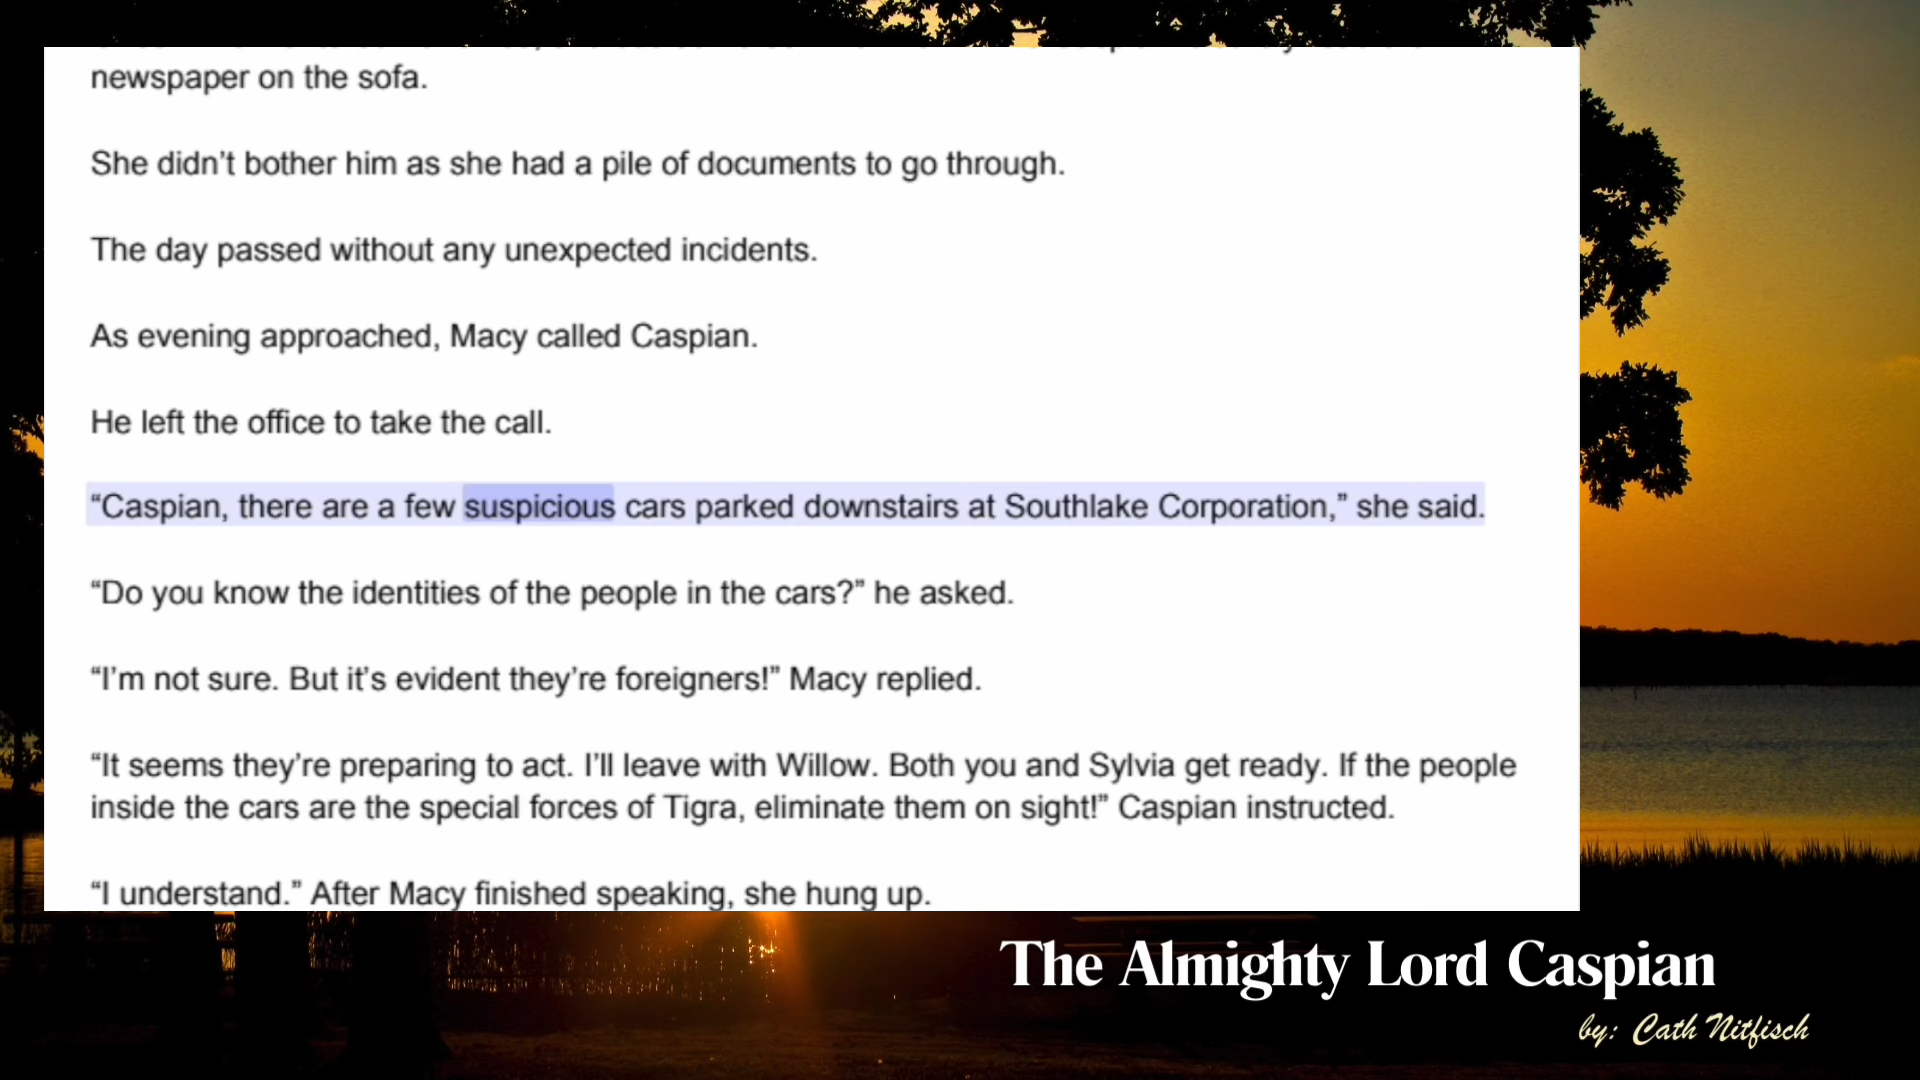 newspaper on the sofa.
She didn’t bother him as she had a pile of documents to go through.
The day passed without any unexpected incidents.
As evening approached, Macy called Caspian.
He left the office to take the call.
“Caspian, there are a few suspicious cars parked downstairs at Southlake Corporation,” she said.
“Do you know the identities of the people in the cars?” he asked.
“I’m not sure. But it’s evident they’re foreigners!” Macy replied.
“It seems they’re preparing to act. I’ll leave with Willow. Both you and Sylvia get ready. If the people
inside the cars are the special forces of Tigra, eliminate them on sight!” Caspian instructed.
“I understand.” After Macy finished speaking, she hung up.
The Almighty Lord Caspian
by: Cath Nitfisch